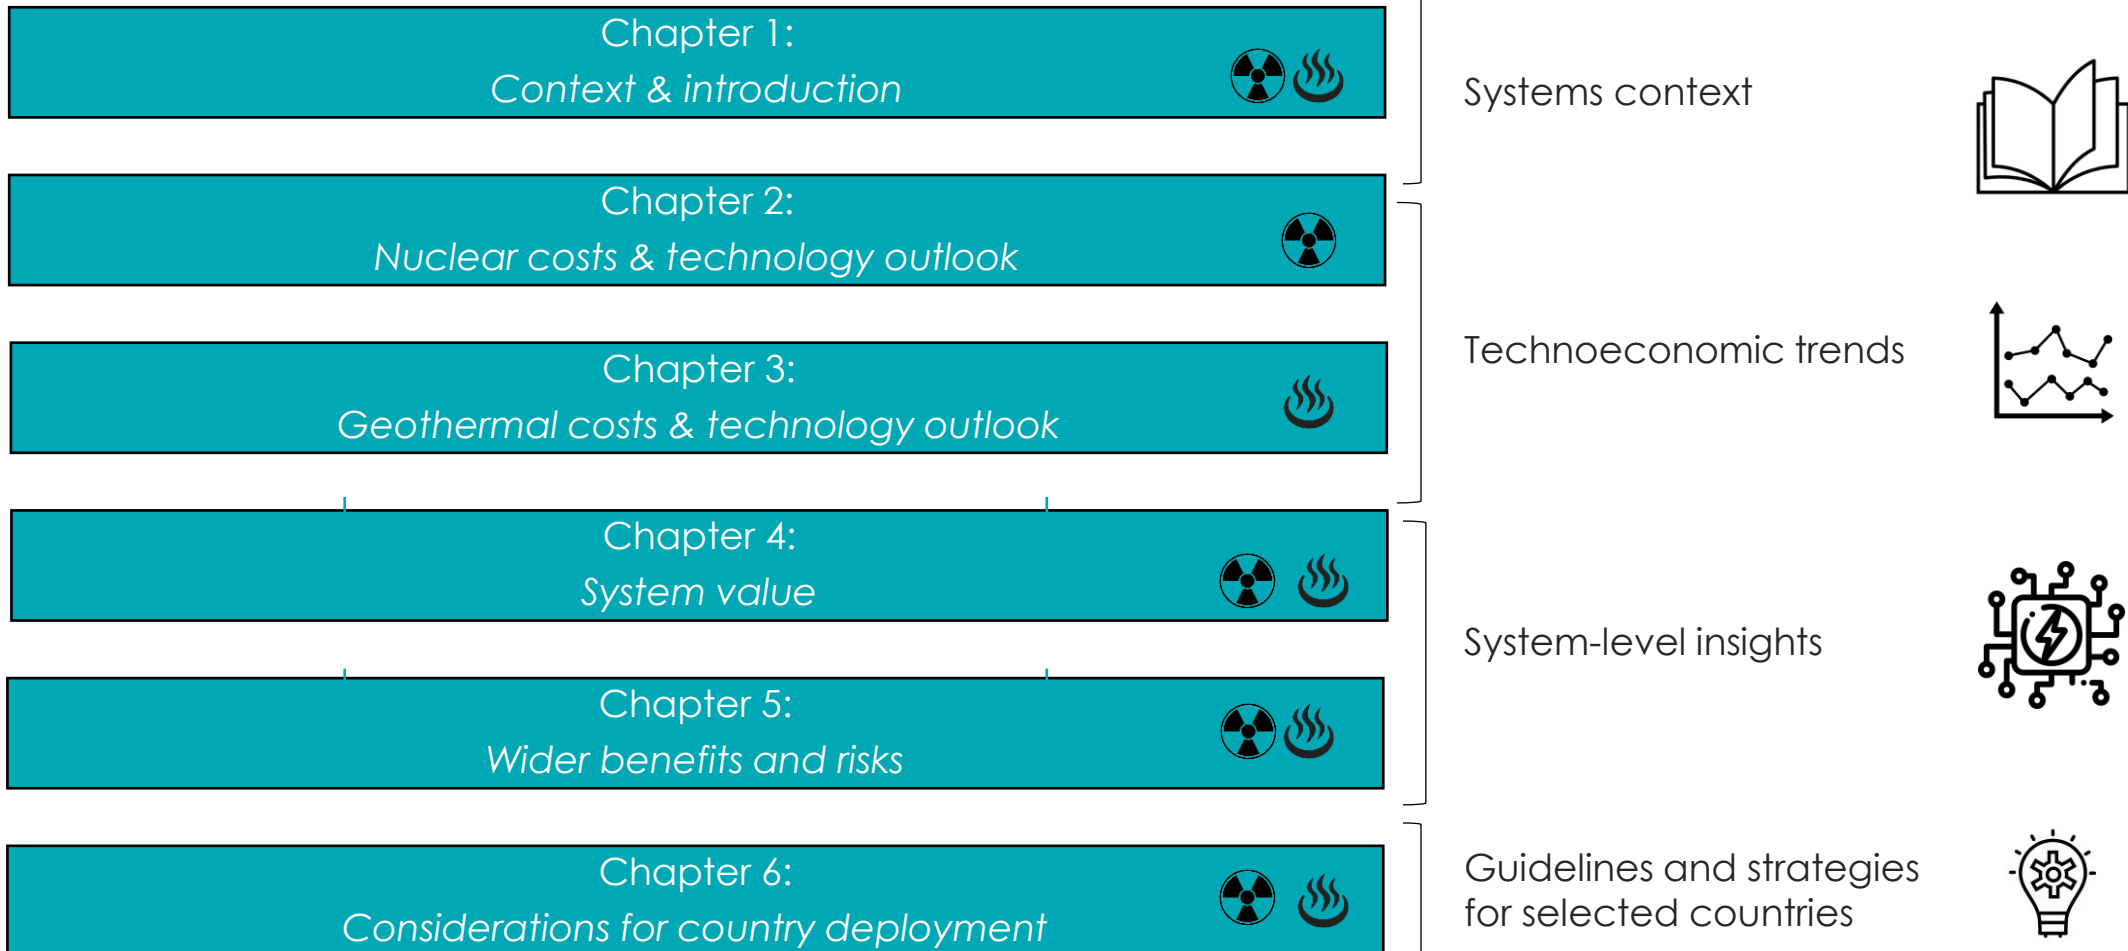 Chapter 1:
Context & introduction
Systems context
Chapter 2:
Nuclear costs & technology outlook
Chapter 3:
Geothermal costs & technology outlook
Technoeconomic trends
Chapter 4:
System value
Chapter 5:
Wider benefits and risks
System-level insights
Chapter 6:
Considerations for country deployment
Guidelines and strategies
for selected countries